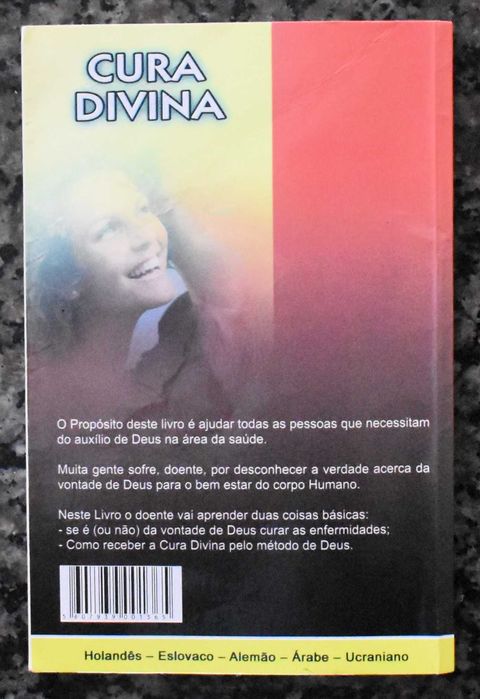 CURA
DIVINA
O Propósito deste livro é ajudar todas as pessoas que necessitam
do auxílio de Deus na área da saúde.
Muita gente sofre, doente, por desconhecer a verdade acerca da
vontade de Deus para o bem estar do corpo Humano.
Neste Livro o doente vai aprender duas coisas básicas:
- se é (ou não) da vontade de Deus curar as enfermidades;
- Como receber a Cura Divina pelo método de Deus.
5 607939 001365
Holandês – Eslovaco – Alemão – Árabe – Ucraniano